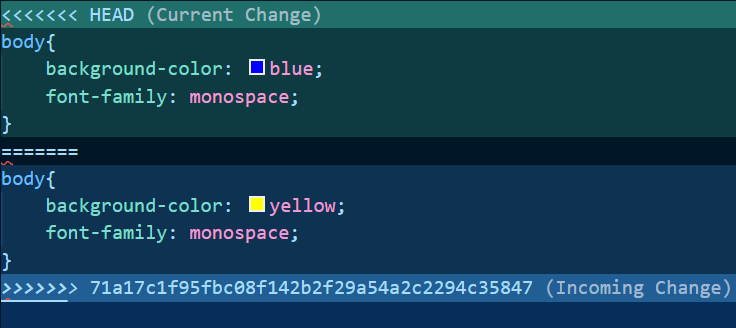 <<<<<<< HEAD (Current Change)
body{
    background-color: blue;
    font-family: monospace;
}
=======
body{
    background-color: yellow;
    font-family: monospace;
}
>>>>>>> 71a17c1f95fbc08f142b2f29a54a2c2294c35847 (Incoming Change)